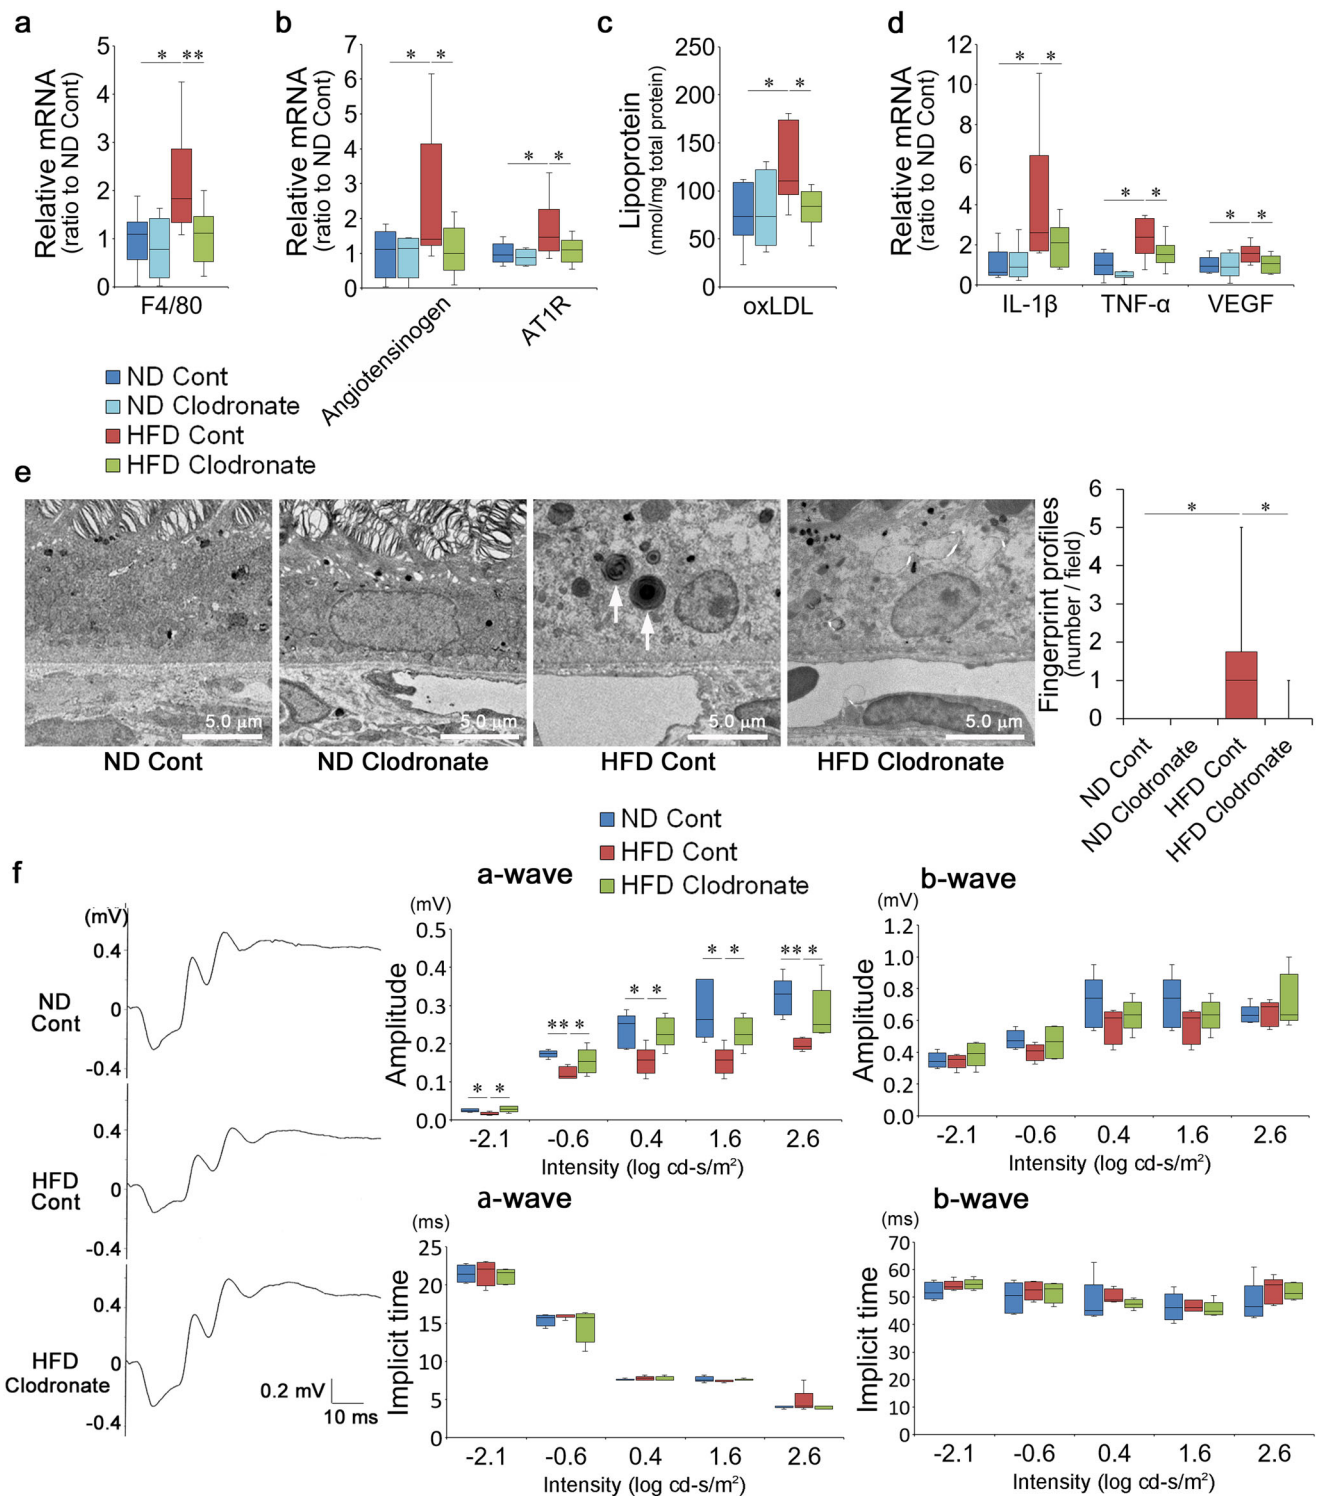 a
Relative mRNA
(ratio to ND Cont)
5
4
3
2
1
0
* **
F4/80
b
Relative mRNA
(ratio to ND Cont)
7
6
5
4
3
2
1
0
* *
* *
Angiotensinogen
AT1R
c
Lipoprotein
(nmol/mg total protein)
250
200
150
100
50
0
* *
oxLDL
d
Relative mRNA
(ratio to ND Cont)
12
10
8
6
4
2
0
* *
* *
* *
IL-1β TNF-α VEGF
ND Cont
ND Clodronate
HFD Cont
HFD Clodronate
e
5.0 μm
5.0 μm
5.0 μm
5.0 μm
ND Cont
ND Clodronate
HFD Cont
HFD Clodronate
Fingerprint profiles
(number / field)
6
5
4
3
2
1
0
* *
ND Cont
ND Clodronate
HFD Cont
HFD Clodronate
ND Cont
HFD Cont
HFD Clodronate
f
(mV)
0.4
0
-0.4
ND
Cont
0.4
0
-0.4
HFD
Cont
0.4
0
-0.4
HFD
Clodronate
0.2 mV
10 ms
a-wave
(mV)
Amplitude
0.5
0.4
0.3
0.2
0.1
0.0
* *
** *
* *
* *
** *
-2.1 -0.6 0.4 1.6 2.6
Intensity (log cd-s/m²)
b-wave
(mV)
Amplitude
1.2
1.0
0.8
0.6
0.4
0.2
0.0
-2.1 -0.6 0.4 1.6 2.6
Intensity (log cd-s/m²)
a-wave
(ms)
Implicit time
25
20
15
10
5
0
-2.1 -0.6 0.4 1.6 2.6
Intensity (log cd-s/m²)
b-wave
(ms)
Implicit time
70
60
50
40
30
20
10
0
-2.1 -0.6 0.4 1.6 2.6
Intensity (log cd-s/m²)